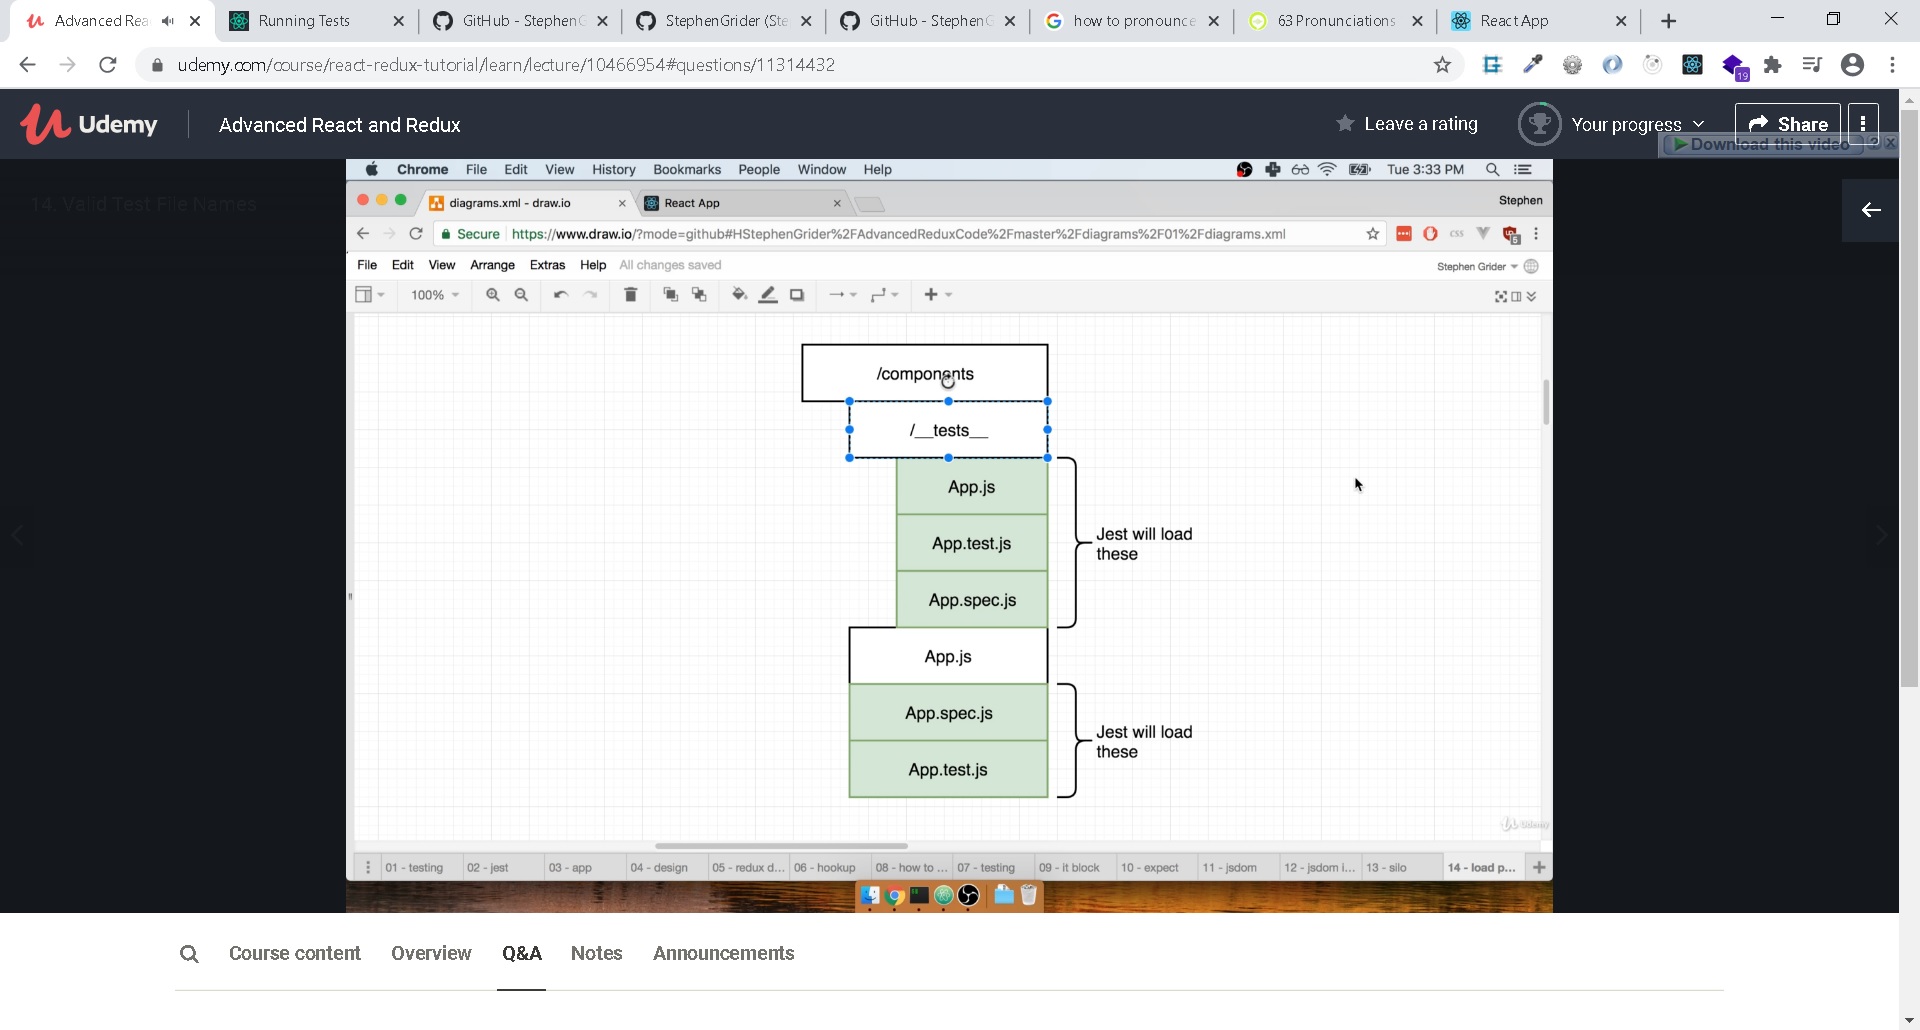 Advanced Rea
Running Tests
GitHub - StephenG
StephenGrider (Ste
GitHub - StephenG
how to pronounce
63 Pronunciations
React App
udemy.com/course/react-redux-tutorial/learn/lecture/10466954#questions/11314432
19
Udemy
Advanced React and Redux
Leave a rating
Your progress
Share
Download this video
14. Valid Test File Names
Chrome File Edit View History Bookmarks People Window Help
Tue 3:33 PM
diagrams.xml - draw.io
React App
Stephen
Secure https://www.draw.io/?mode=github#HStephenGrider%2FAdvancedReduxCode%2Fmaster%2Fdiagrams%2F01%2Fdiagrams.xml
CSS
5
File Edit View Arrange Extras Help All changes saved
Stephen Grider
100%
/components
/__tests__
App.js
App.test.js
App.spec.js
Jest will load
these
App.js
App.spec.js
App.test.js
Jest will load
these
Udemy
01 - testing
02 - jest
03 - app
04 - design
05 - redux d...
06 - hookup
08 - how to ...
07 - testing
09 - it block
10 - expect
11 - jsdom
12 - jsdom i...
13 - silo
14 - load p...
Course content
Overview
Q&A
Notes
Announcements